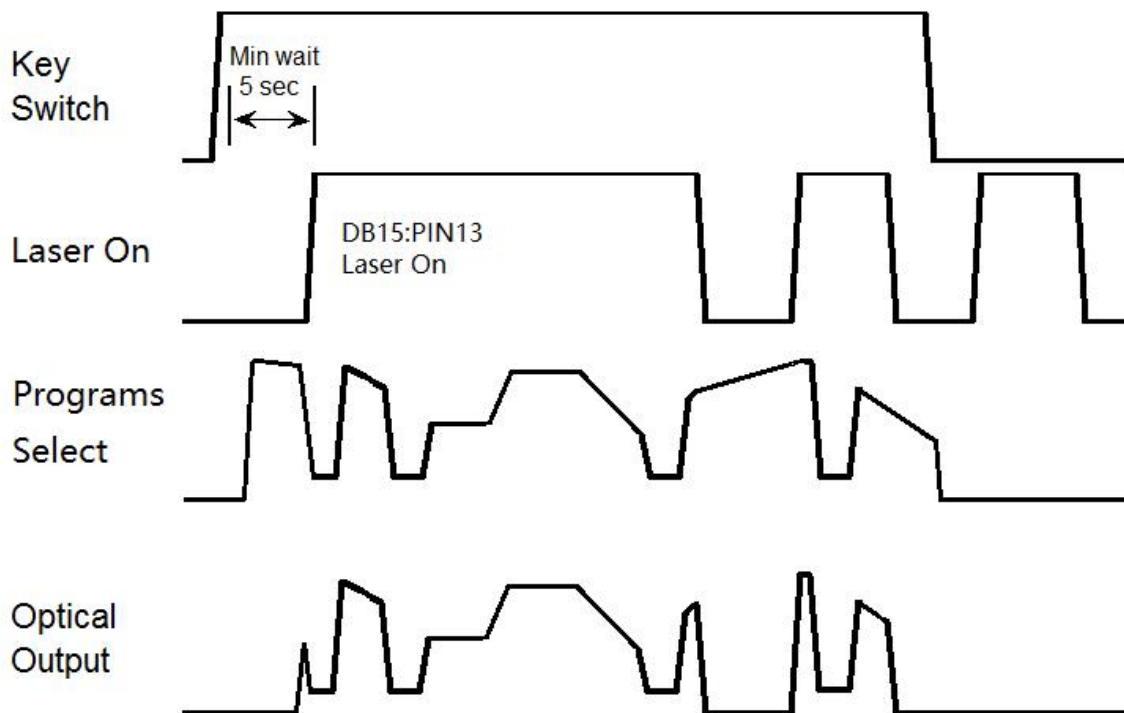 Key
Switch
Min wait
5 sec
Laser On
DB15:PIN13
Laser On
Programs
Select
Optical
Output